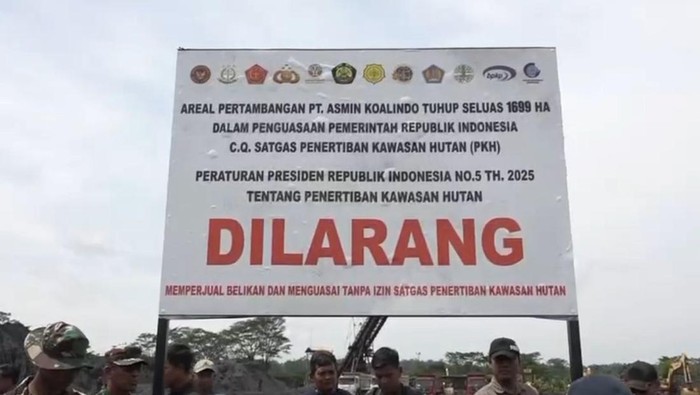 bpkp
AREAL PERTAMBANGAN PT. ASMIN KOALINDO TUHUP SELUAS 1699 HA
DALAM PENGUASAAN PEMERINTAH REPUBLIK INDONESIA
C.Q. SATGAS PENERTIBAN KAWASAN HUTAN (PKH)
PERATURAN PRESIDEN REPUBLIK INDONESIA NO.5 TH. 2025
TENTANG PENERTIBAN KAWASAN HUTAN
DILARANG
MEMPERJUAL BELIKAN DAN MENGUASAI TANPA IZIN SATGAS PENERTIBAN KAWASAN HUTAN